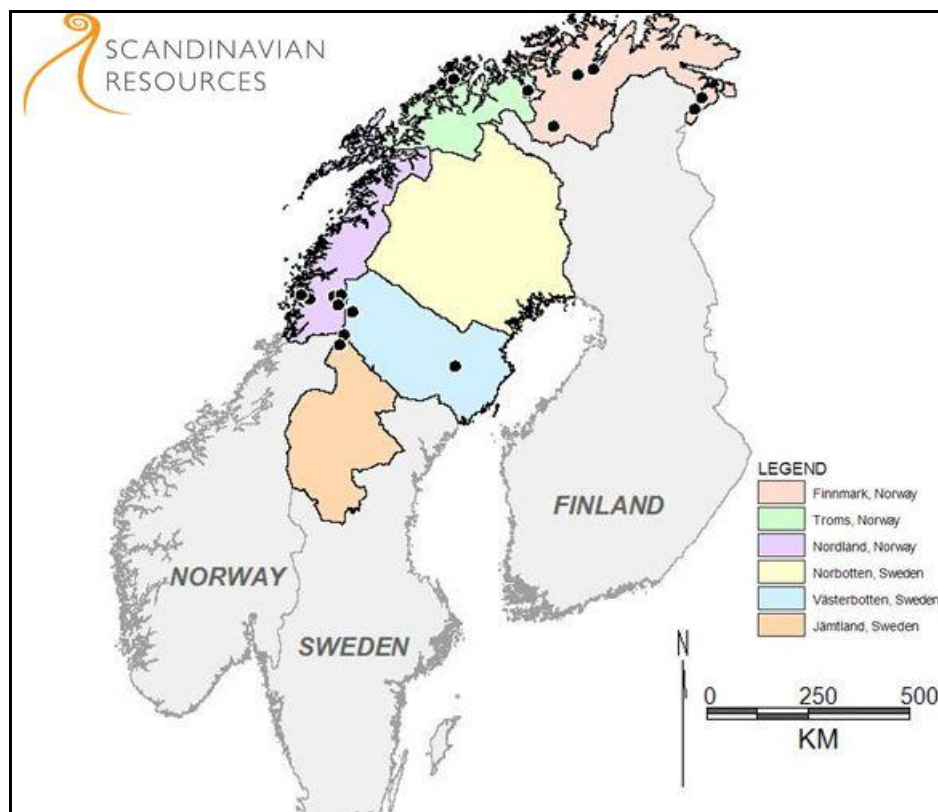 SCANDINAVIAN
RESOURCES
FINLAND
NORWAY
SWEDEN
LEGEND
Finnmark, Norway
Troms, Norway
Nordland, Norway
Norbotten, Sweden
Västerbotten, Sweden
Jämtland, Sweden
N
0 250 500
KM